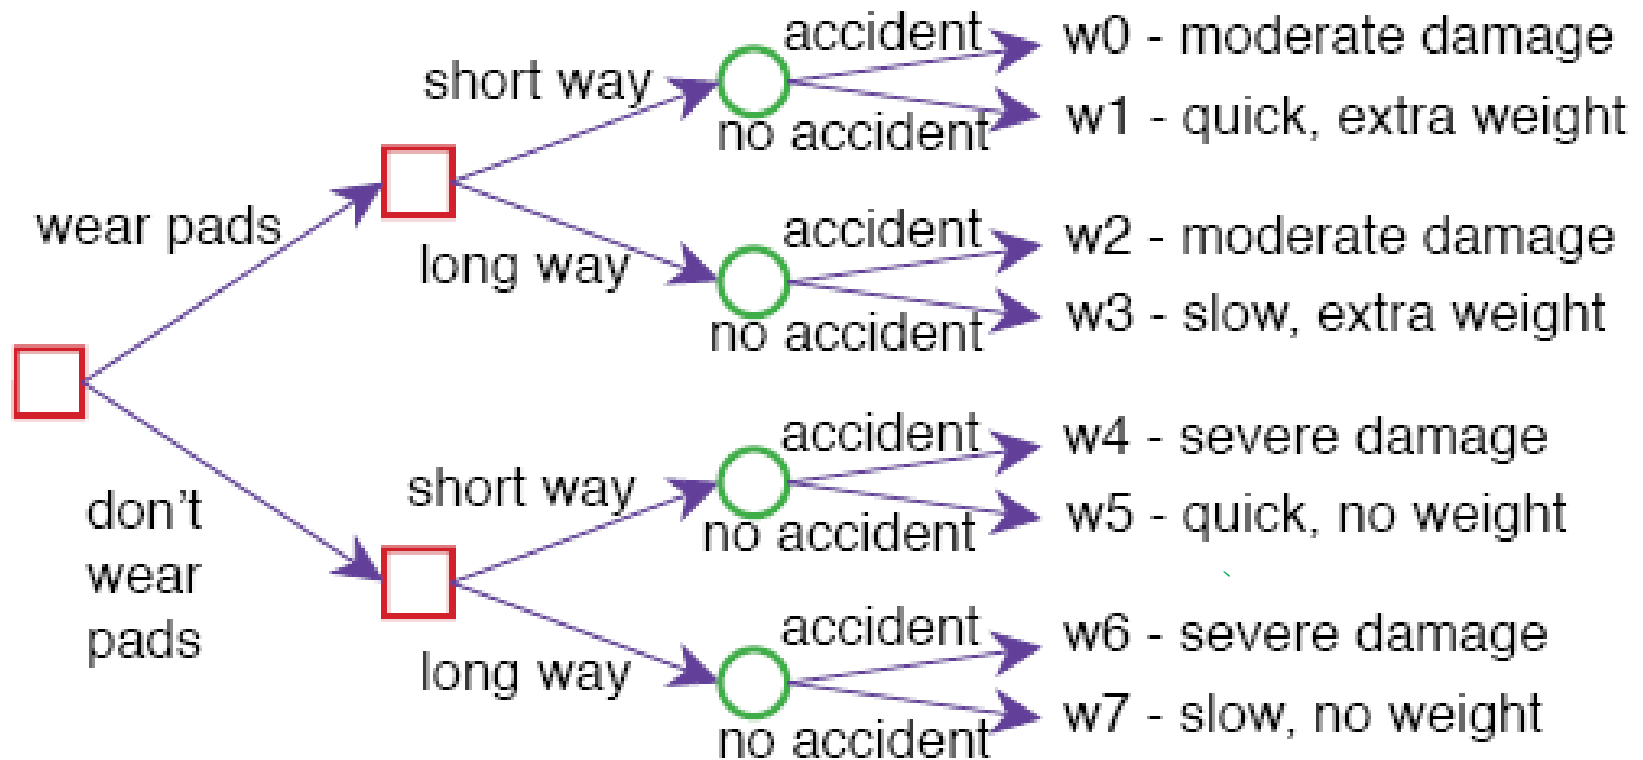 accident
w0 - moderate damage
short way
no accident
w1 - quick, extra weight
wear pads
accident
w2 - moderate damage
long way
no accident
w3 - slow, extra weight
accident
w4 - severe damage
short way
no accident
w5 - quick, no weight
don't
wear
pads
accident
w6 - severe damage
long way
no accident
w7 - slow, no weight